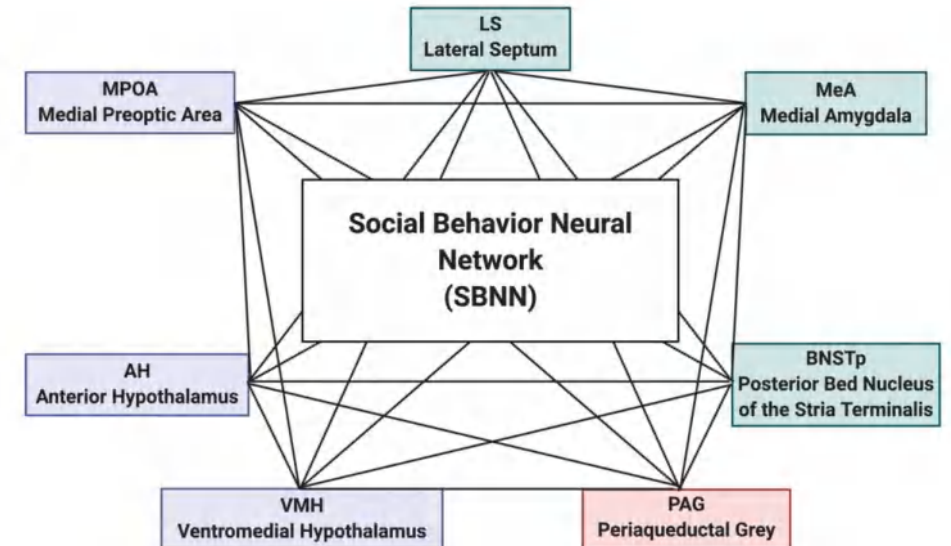 LS
Lateral Septum
MPOA
Medial Preoptic Area
MeA
Medial Amygdala
Social Behavior Neural
Network
(SBNN)
AH
Anterior Hypothalamus
BNSTp
Posterior Bed Nucleus
of the Stria Terminalis
VMH
Ventromedial Hypothalamus
PAG
Periaqueductal Grey